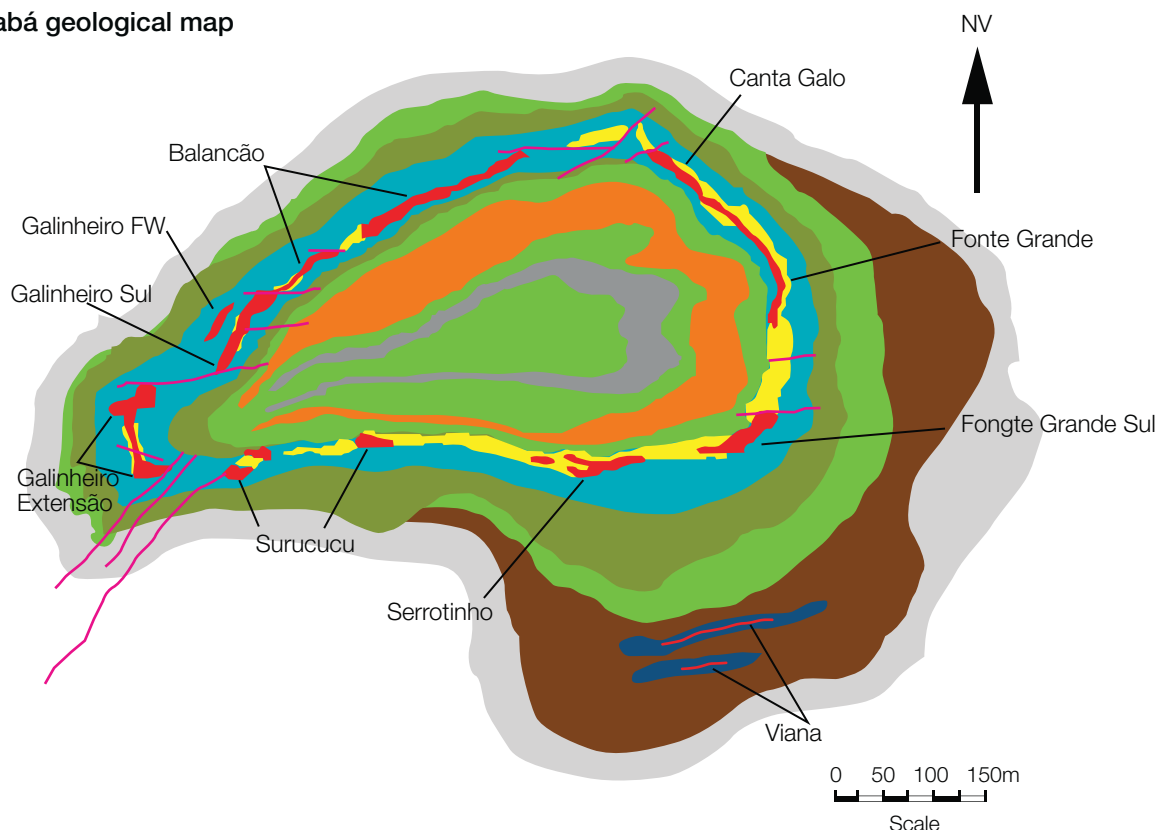 abá geological map
NV
Canta Galo
Balancão
Galinheiro FW
Fonte Grande
Galinheiro Sul
Fongte Grande Sul
Galinheiro
Extensão
Surucucu
Serrotinho
Viana
0 50 100 150m
Scale